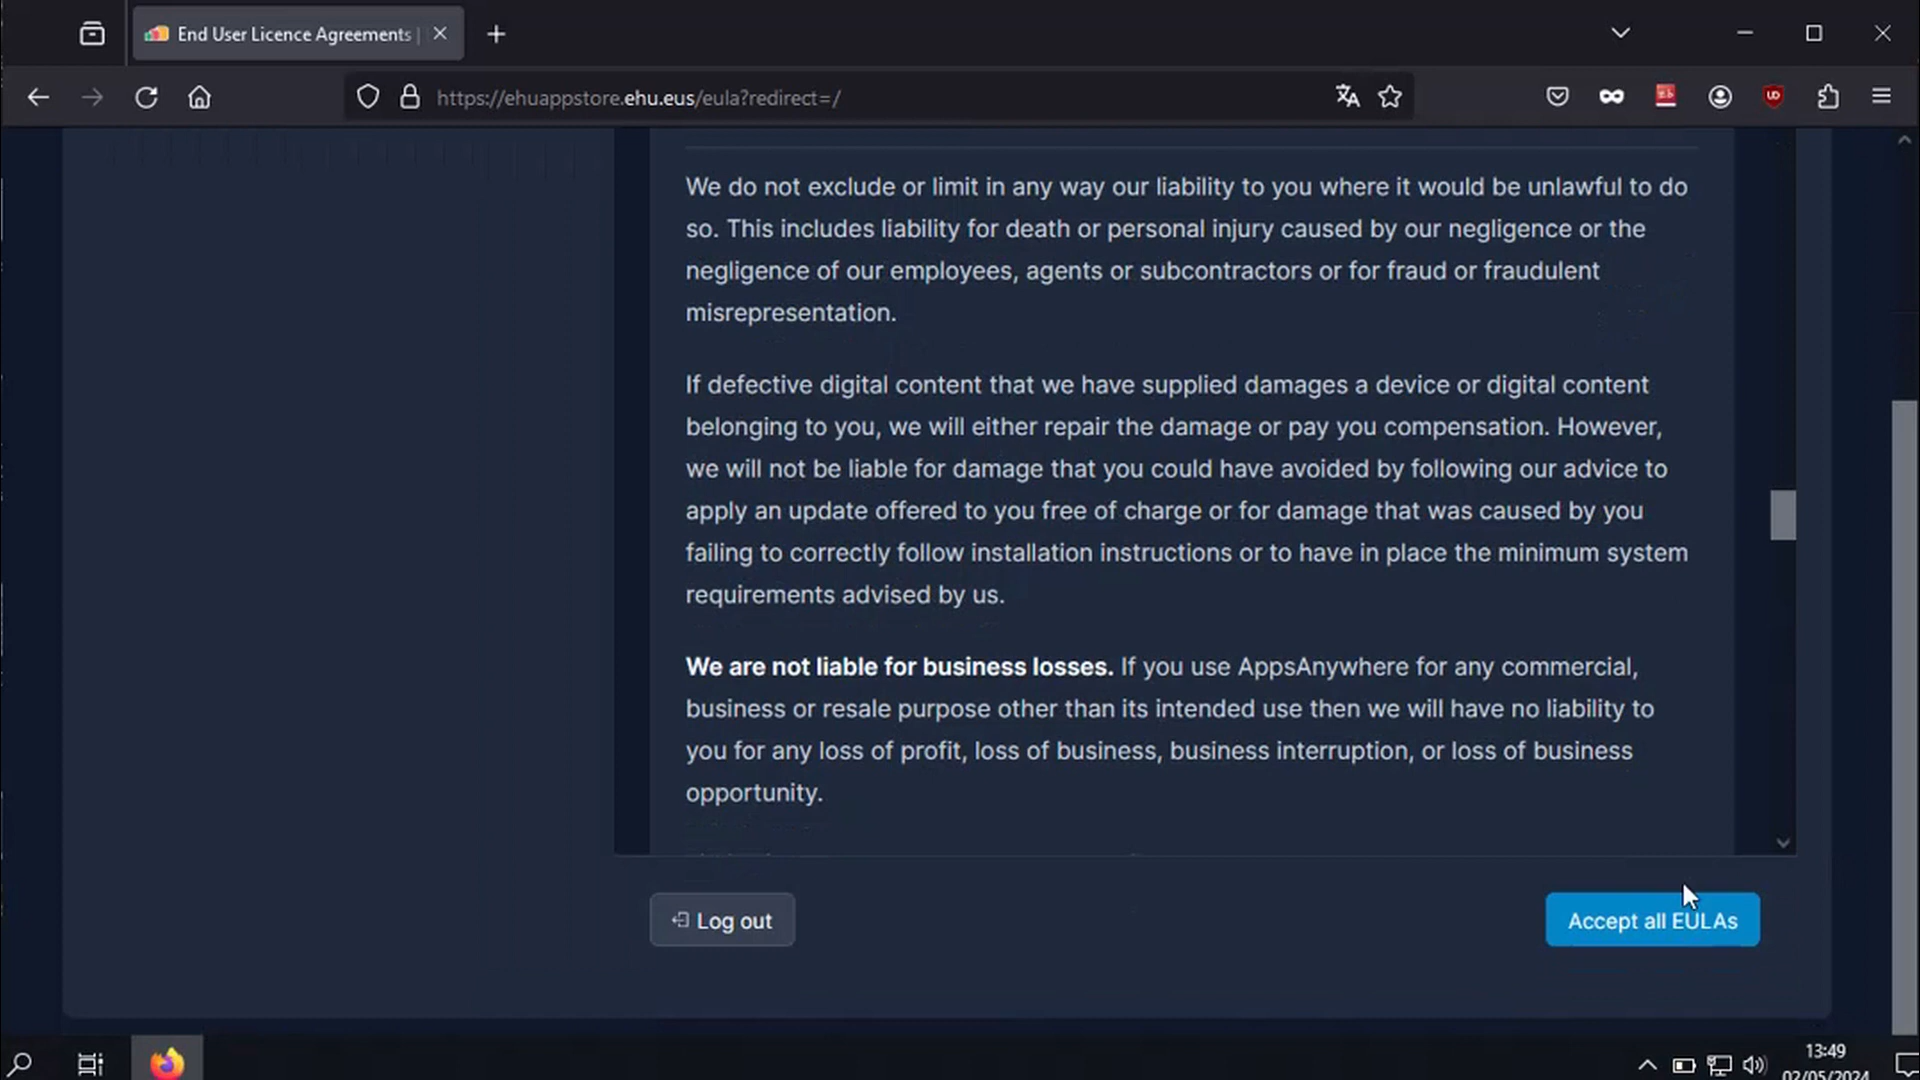 End User Licence Agreements |
https://ehuappstore.ehu.eus/eula?redirect=/
We do not exclude or limit in any way our liability to you where it would be unlawful to do
so. This includes liability for death or personal injury caused by our negligence or the
negligence of our employees, agents or subcontractors or for fraud or fraudulent
misrepresentation.
If defective digital content that we have supplied damages a device or digital content
belonging to you, we will either repair the damage or pay you compensation. However,
we will not be liable for damage that you could have avoided by following our advice to
apply an update offered to you free of charge or for damage that was caused by you
failing to correctly follow installation instructions or to have in place the minimum system
requirements advised by us.
We are not liable for business losses. If you use AppsAnywhere for any commercial,
business or resale purpose other than its intended use then we will have no liability to
you for any loss of profit, loss of business, business interruption, or loss of business
opportunity.
Log out
Accept all EULAs
13:49
02/05/2024